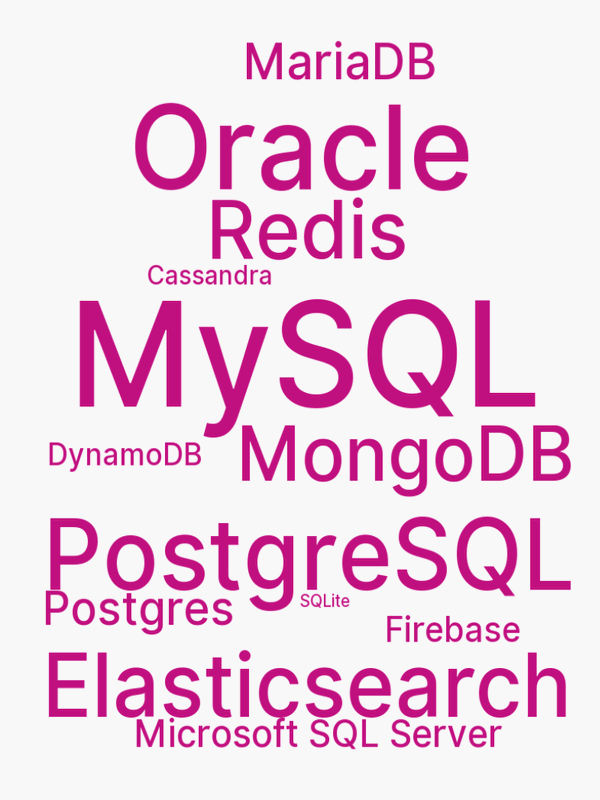 MariaDB
Oracle
Redis
Cassandra
MySQL
DynamoDB
MongoDB
PostgreSQL
Postgres
SQLite
Firebase
Elasticsearch
Microsoft SQL Server